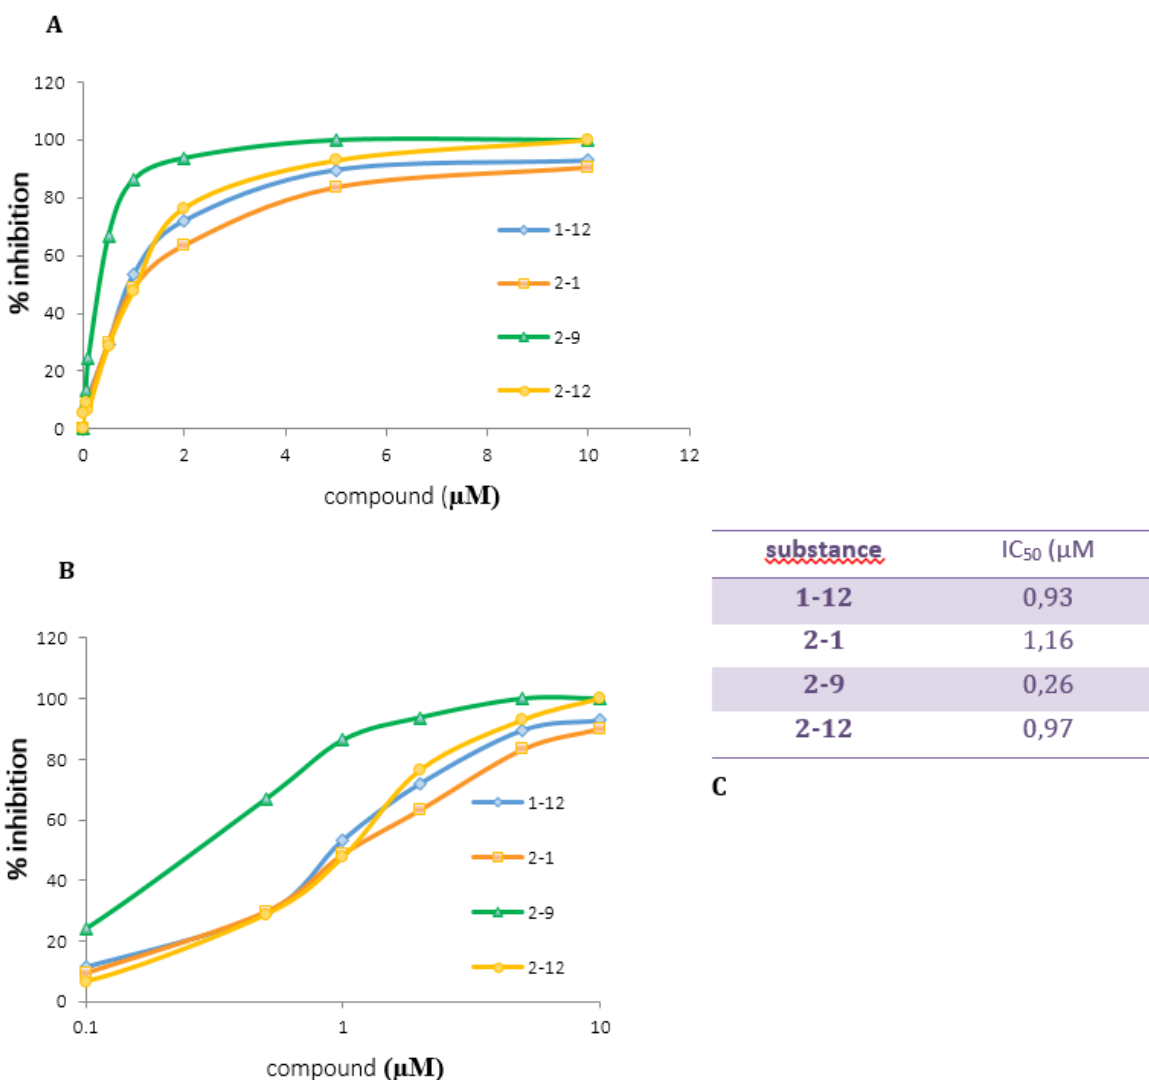 A
120
100
80
60
40
20
0
% inhibition
0 2 4 6 8 10 12
compound (µM)
1-12
2-1
2-9
2-12
B
120
100
80
60
40
20
0
% inhibition
0.1 1 10
compound (µM)
1-12
2-1
2-9
2-12
substance IC50 (µM
1-12 0,93
2-1 1,16
2-9 0,26
2-12 0,97
C